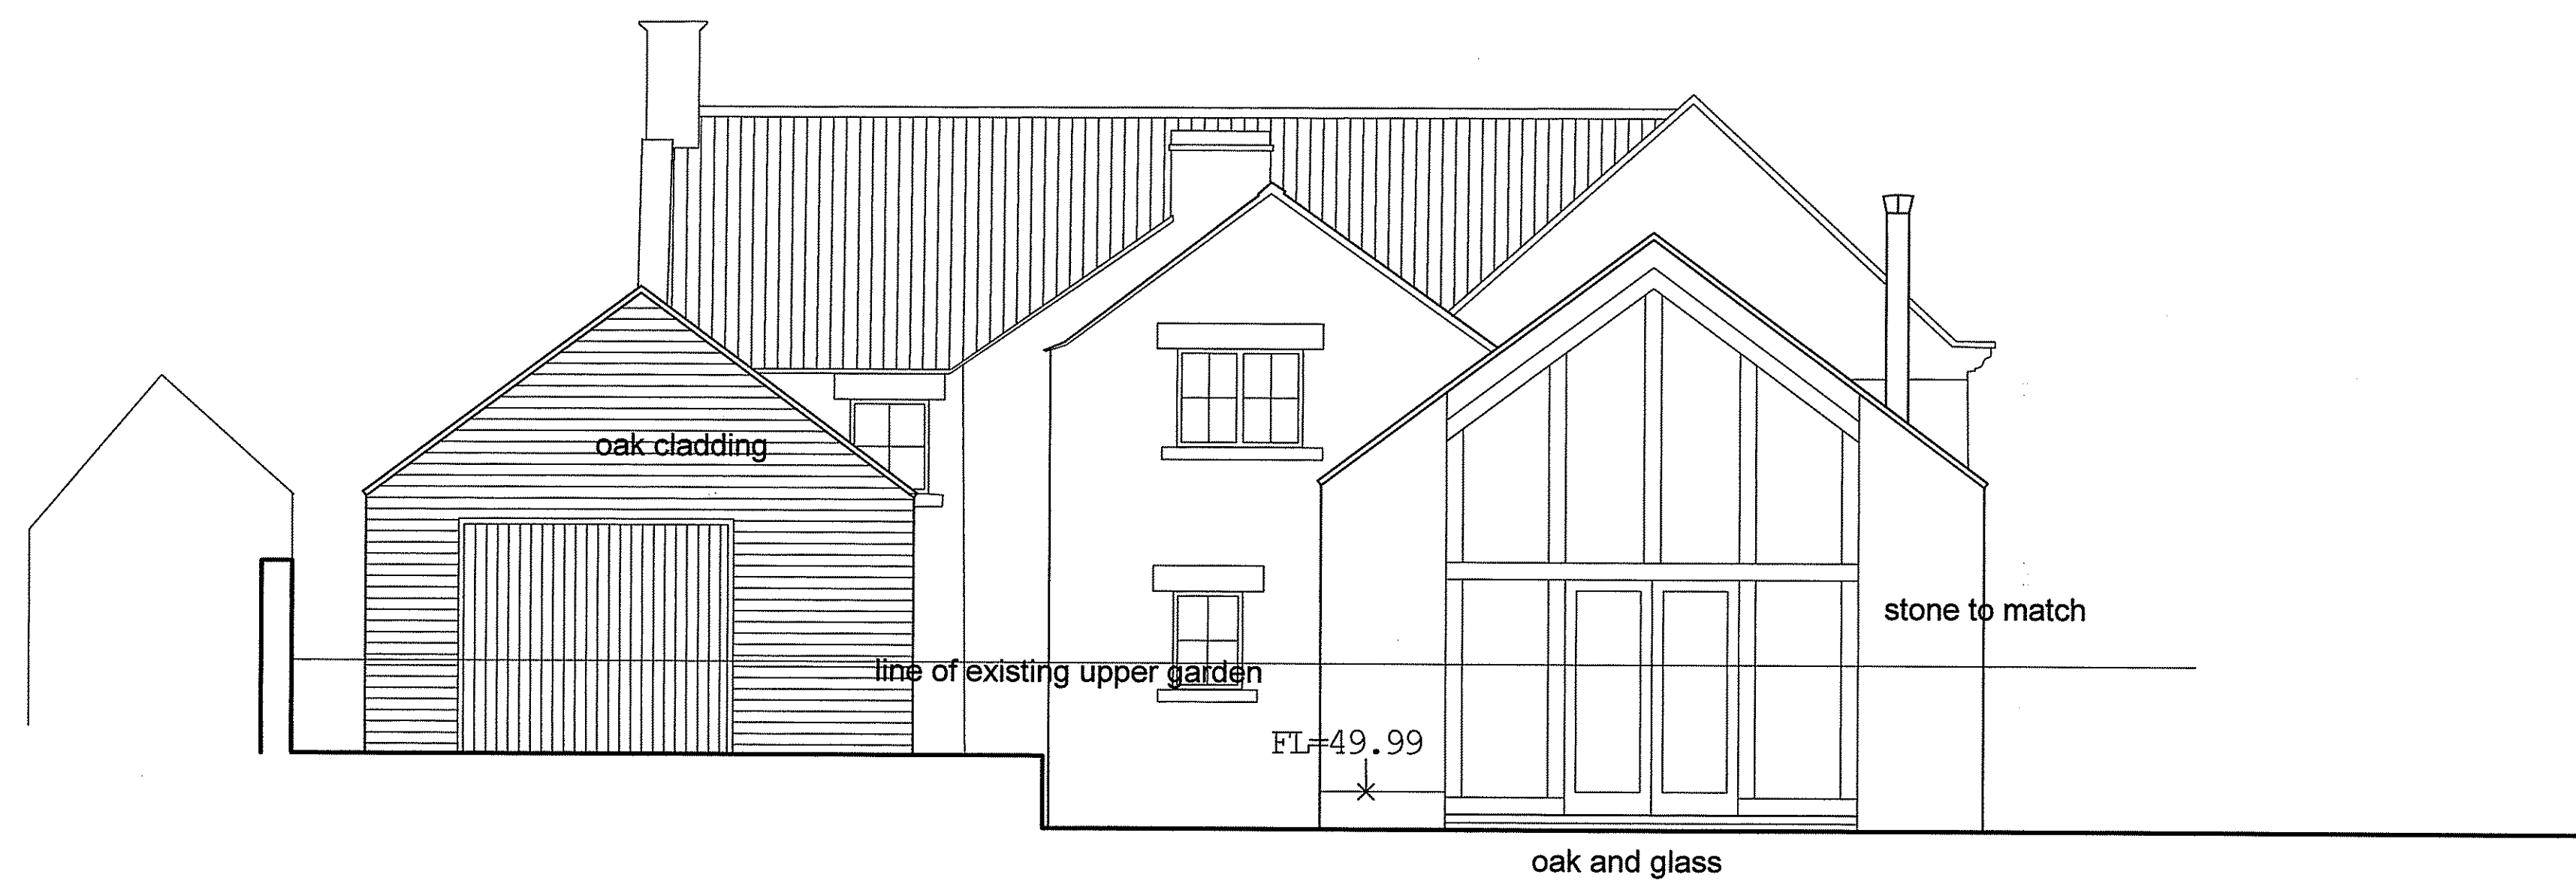 oak cladding
stone to match
line of existing upper garden
FL=49.99
oak and glass